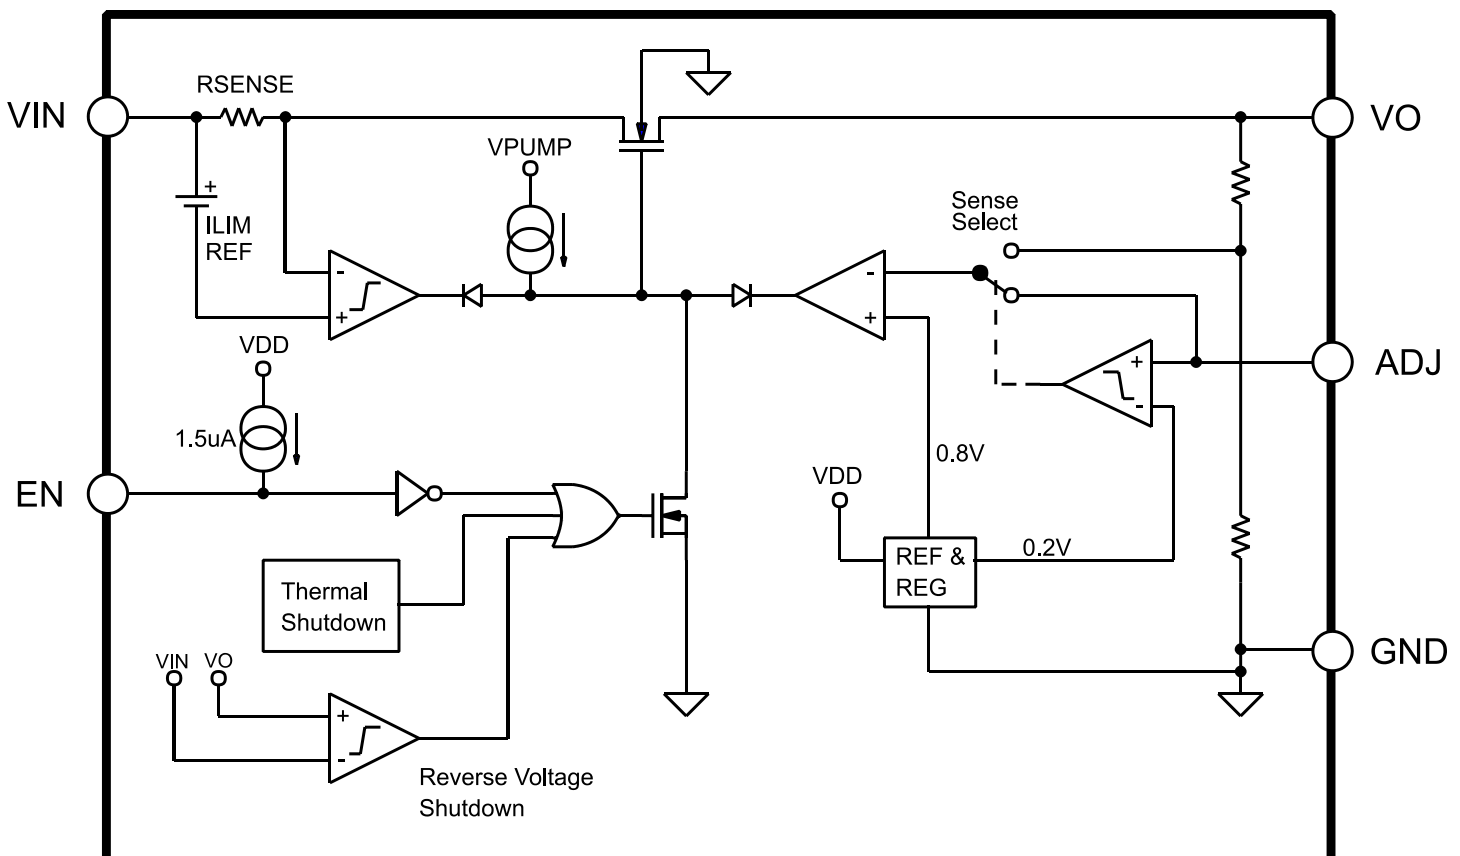 RSENSE
VIN
VO
VPUMP
+
ILIM
REF
Sense
Select
-
+
-
+
VDD
1.5uA
ADJ
+
-
0.8V
EN
VDD
0.2V
REF &
REG
Thermal
Shutdown
GND
VIN
VO
+
-
Reverse Voltage
Shutdown